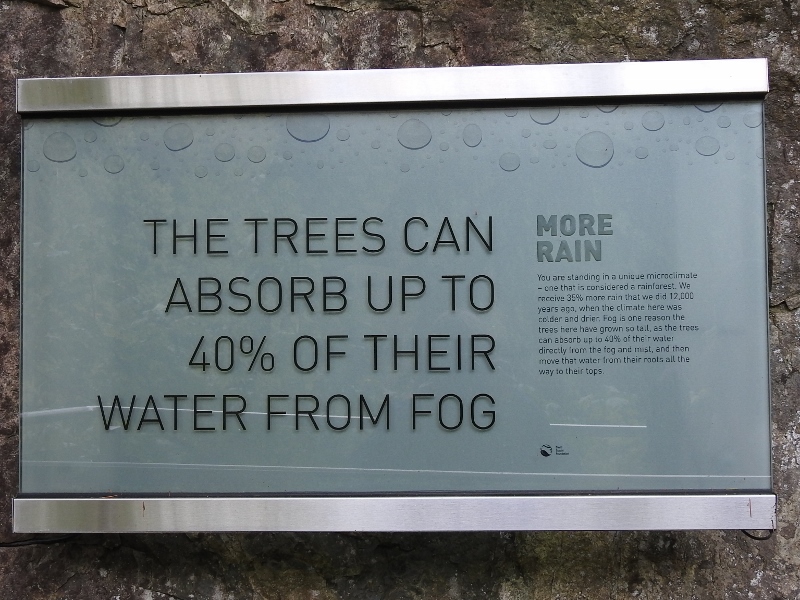 THE TREES CAN
ABSORB UP TO
40% OF THEIR
WATER FROM FOG
MORE
RAIN
You are standing in a unique microclimate
– one that is considered a rainforest. We
receive 35% more rain that we did 12,000
years ago, when the climate here was
colder and drier. Fog is one reason the
trees here have grown so tall, as the trees
can absorb up to 40% of their water
directly from the fog and mist, and then
move that water from their roots all the
way to their tops.